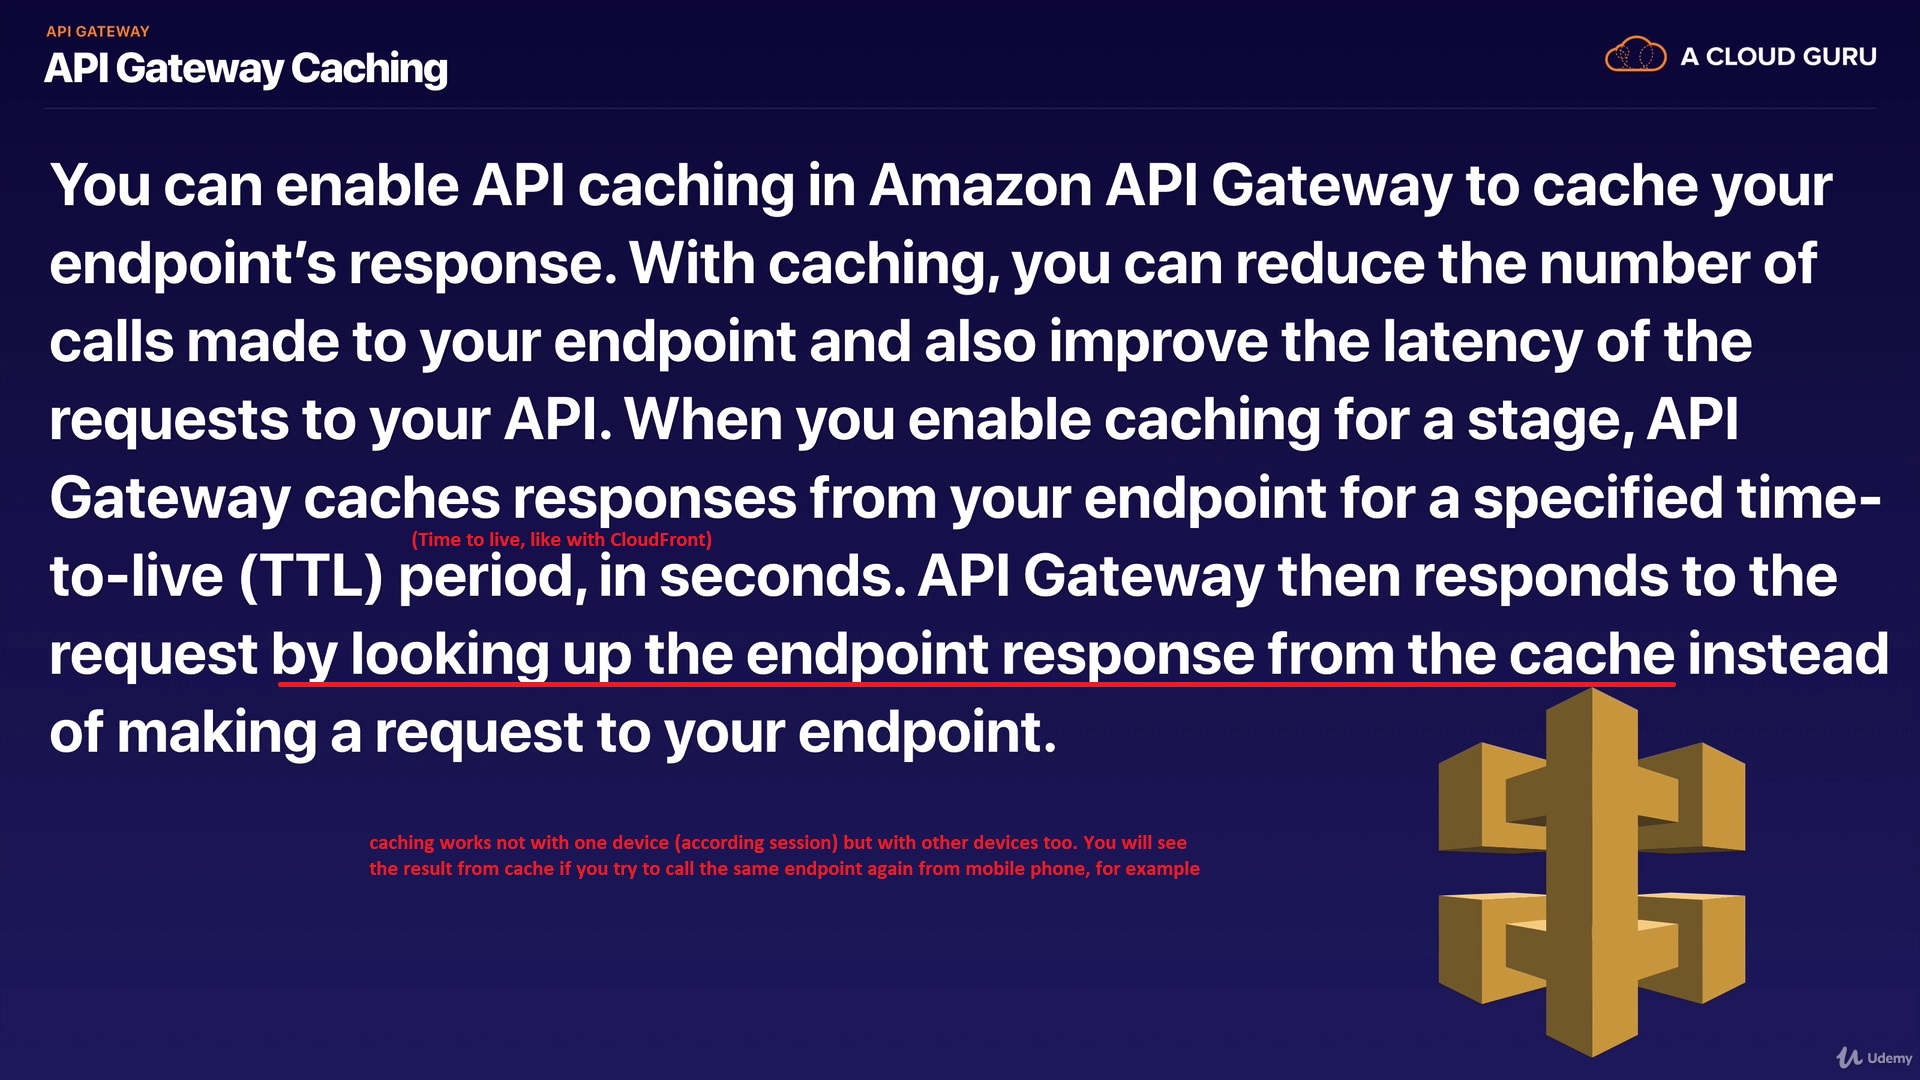 API GATEWAY
API Gateway Caching
A CLOUD GURU
You can enable API caching in Amazon API Gateway to cache your
endpoint’s response. With caching, you can reduce the number of
calls made to your endpoint and also improve the latency of the
requests to your API. When you enable caching for a stage, API
Gateway caches responses from your endpoint for a specified time-
(Time to live, like with CloudFront)
to-live (TTL) period, in seconds. API Gateway then responds to the
request by looking up the endpoint response from the cache instead
of making a request to your endpoint.
caching works not with one device (according session) but with other devices too. You will see
the result from cache if you try to call the same endpoint again from mobile phone, for example
Udemy